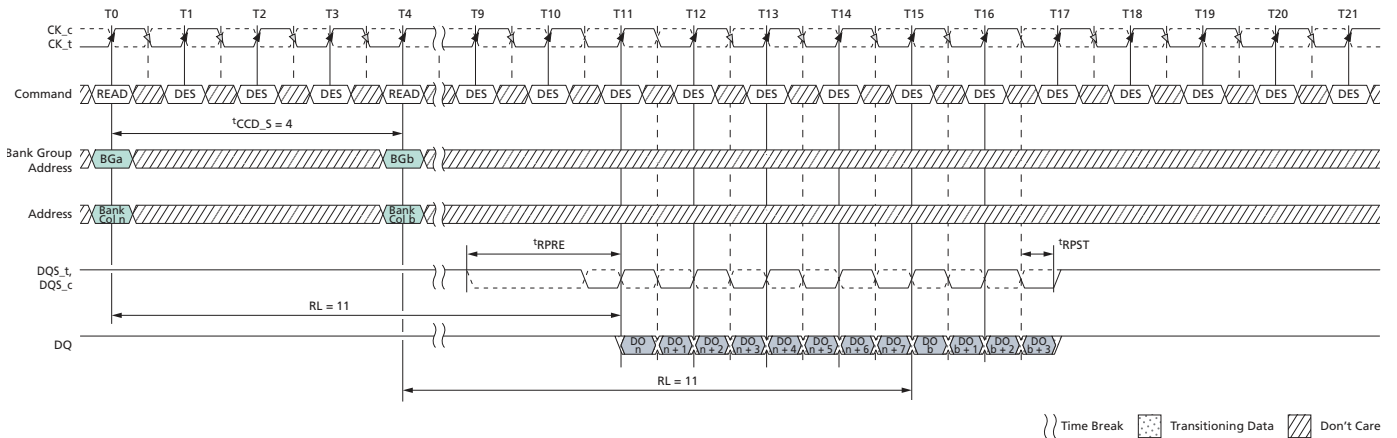 T0 T1 T2 T3 T4 T9 T10 T11 T12 T13 T14 T15 T16 T17 T18 T19 T20 T21
CK_c
CK_t
Command READ DES DES DES READ DES DES DES DES DES DES DES DES DES DES DES DES DES
tCCD_S = 4
Bank Group
Address
BGa BGb
Address
Bank
Col n
Bank
Col b
tRPRE tRPST
DQS_t,
DQS_c
RL = 11
DQ
DO
n
DO
n + 1
DO
n + 2
DO
n + 3
DO
n + 4
DO
n + 5
DO
n + 6
DO
n + 7
DO
b
DO
b + 1
DO
b + 2
DO
b + 3
RL = 11
Time Break Transitioning Data Don't Care